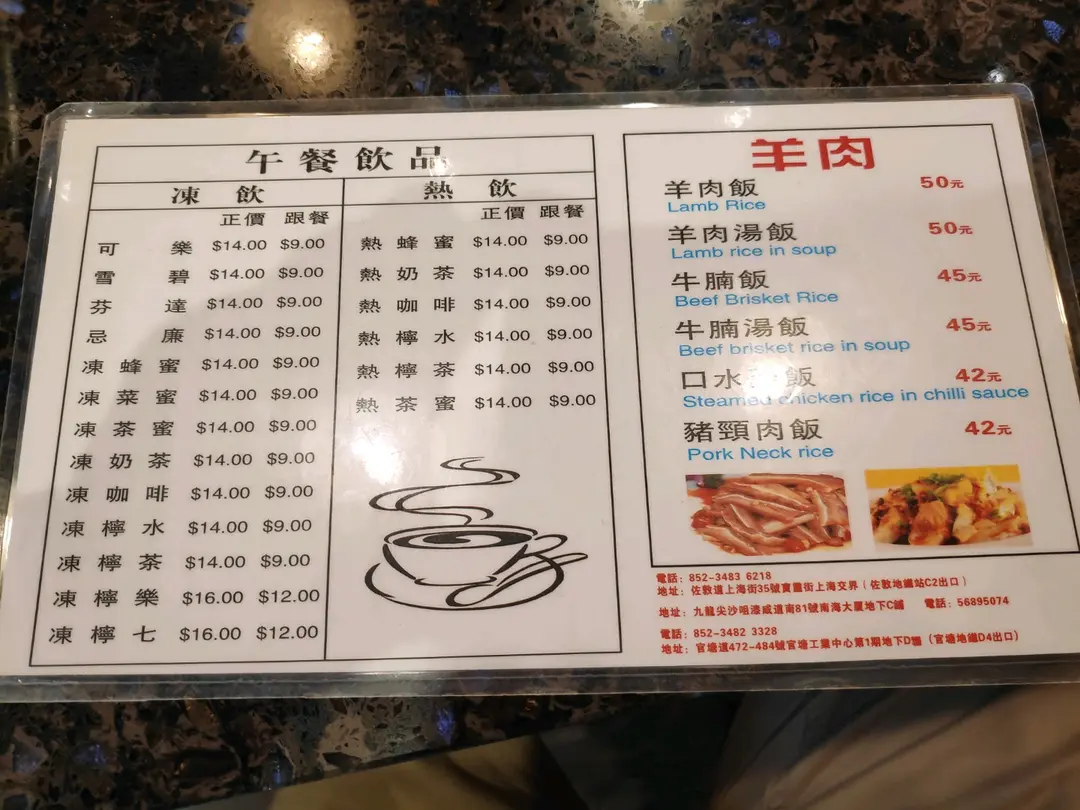 午餐飲品
凍飲
正價 跟餐
可樂 $14.00 $9.00
雪碧 $14.00 $9.00
芬達 $14.00 $9.00
忌廉 $14.00 $9.00
凍蜂蜜 $14.00 $9.00
凍菜蜜 $14.00 $9.00
凍茶蜜 $14.00 $9.00
凍奶茶 $14.00 $9.00
凍咖啡 $14.00 $9.00
凍檸水 $14.00 $9.00
凍檸茶 $14.00 $9.00
凍檸樂 $16.00 $12.00
凍檸七 $16.00 $12.00
熱飲
正價 跟餐
熱蜂蜜 $14.00 $9.00
熱奶茶 $14.00 $9.00
熱咖啡 $14.00 $9.00
熱檸水 $14.00 $9.00
熱檸茶 $14.00 $9.00
熱茶蜜 $14.00 $9.00
羊肉
羊肉飯 50元
Lamb Rice
羊肉湯飯 50元
Lamb rice in soup
牛腩飯 45元
Beef Brisket Rice
牛腩湯飯 45元
Beef brisket rice in soup
口水飯 42元
Steamed chicken rice in chilli sauce
豬頸肉飯 42元
Pork Neck rice
電話：852-3483 6218
地址：佐敦道上海街35號寶靈街上海交界（佐敦地鐵站C2出口）
地址：九龍尖沙咀漆咸道南81號南海大廈地下C舖 電話：56895074
電話：852-3482 3328
地址：官塘道472-484號官塘工業中心第1期地下D舖（官塘地鐵D4出口）